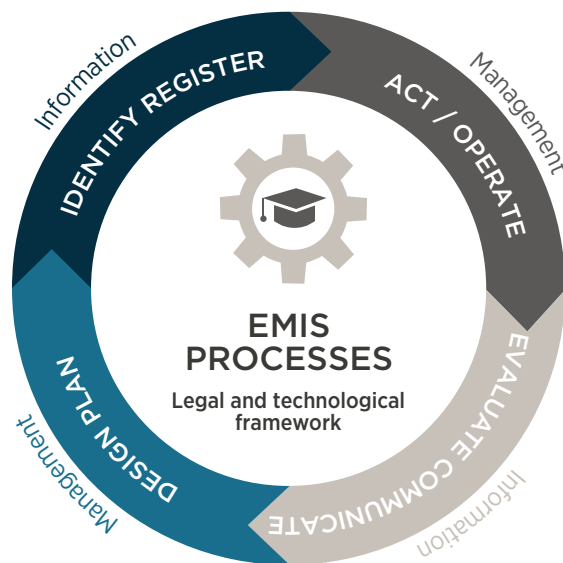 Information
IDENTIFY REGISTER
Management
ACT / OPERATE
EVALUATE COMMUNICATE
Information
DESIGN PLAN
Management
EMIS
PROCESSES
Legal and technological
framework